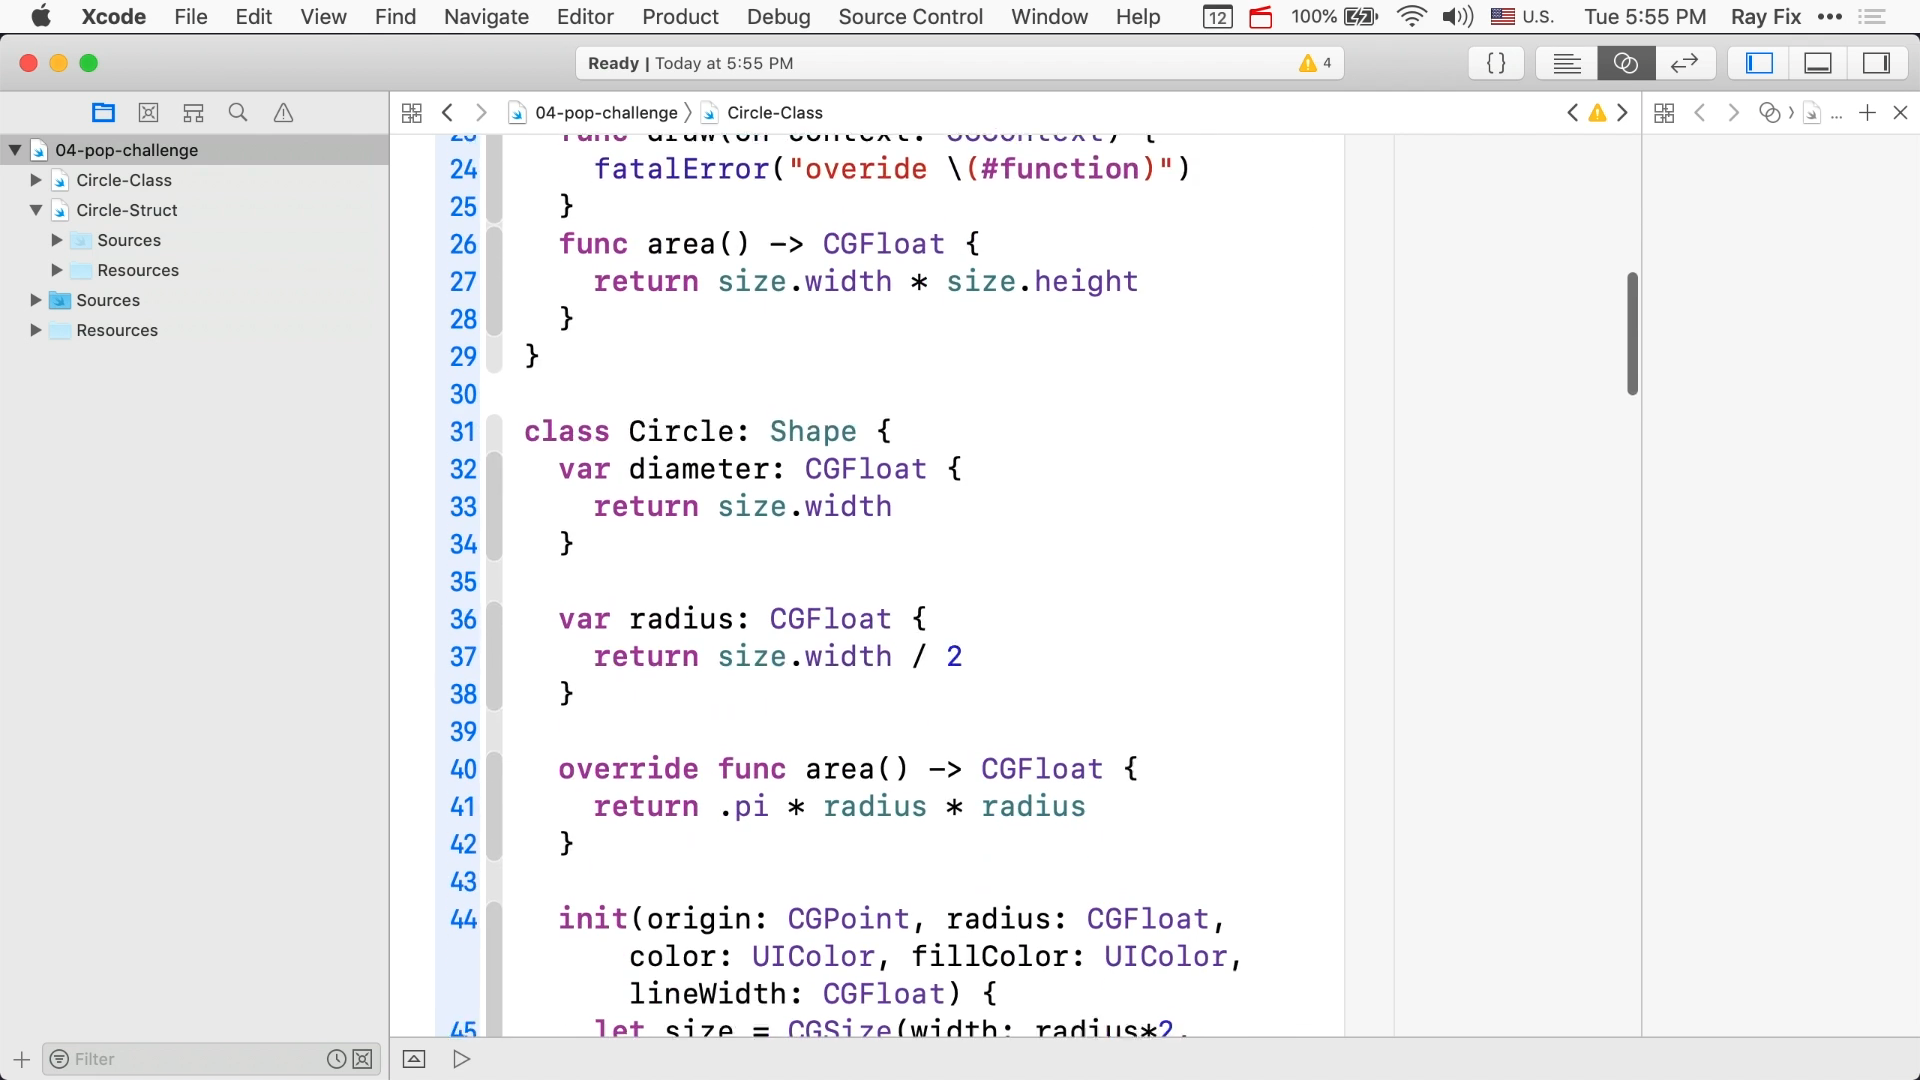 Xcode File Edit View Find Navigate Editor Product Debug Source Control Window Help 12 100% U.S. Tue 5:55 PM Ray Fix •••
Ready | Today at 5:55 PM 4
04-pop-challenge
Circle-Class
Circle-Struct
Sources
Resources
Sources
Resources
04-pop-challenge 〉 Circle-Class
23 func draw(on context: CGContext) {
24 fatalError("overide \(#function)")
25 }
26 func area() -> CGFloat {
27 return size.width * size.height
28 }
29 }
30
31 class Circle: Shape {
32 var diameter: CGFloat {
33 return size.width
34 }
35
36 var radius: CGFloat {
37 return size.width / 2
38 }
39
40 override func area() -> CGFloat {
41 return .pi * radius * radius
42 }
43
44 init(origin: CGPoint, radius: CGFloat,
color: UIColor, fillColor: UIColor,
lineWidth: CGFloat) {
45 let size = CGSize(width: radius*2,
Filter